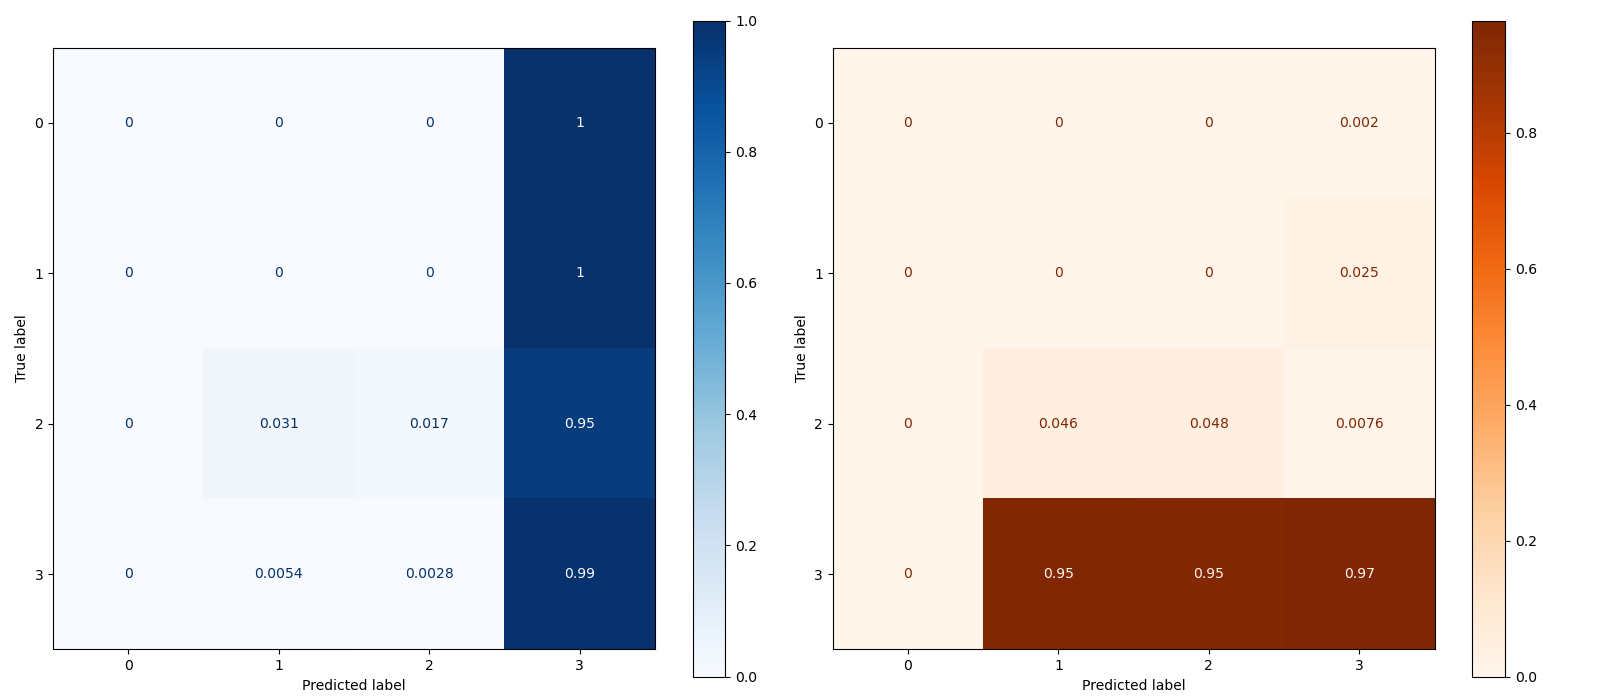 1.0
0 0 0 0 1
0.8
1 0 0 0 1
0.6
True label
0.4
2 0 0.031 0.017 0.95
0.2
3 0 0.0054 0.0028 0.99
0.0
0 1 2 3
Predicted label
0 0 0 0 0.002
0.8
1 0 0 0 0.025
0.6
True label
0.4
2 0 0.046 0.048 0.0076
0.2
3 0 0.95 0.95 0.97
0.0
0 1 2 3
Predicted label